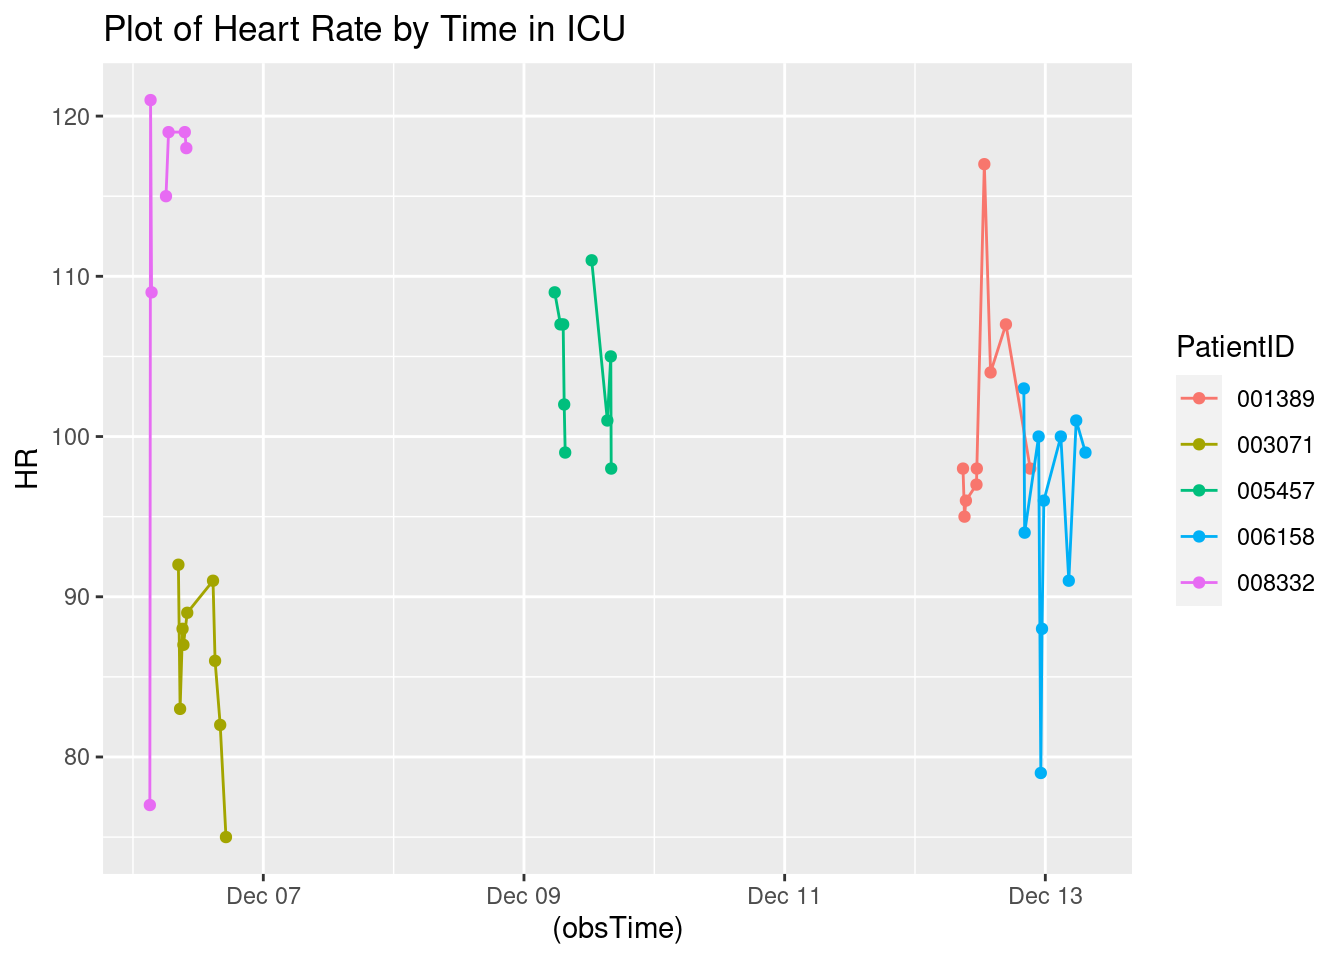 Plot of Heart Rate by Time in ICU
120
110
100
90
80
HR
Dec 07
Dec 09
Dec 11
Dec 13
(obsTime)
PatientID
001389
003071
005457
006158
008332